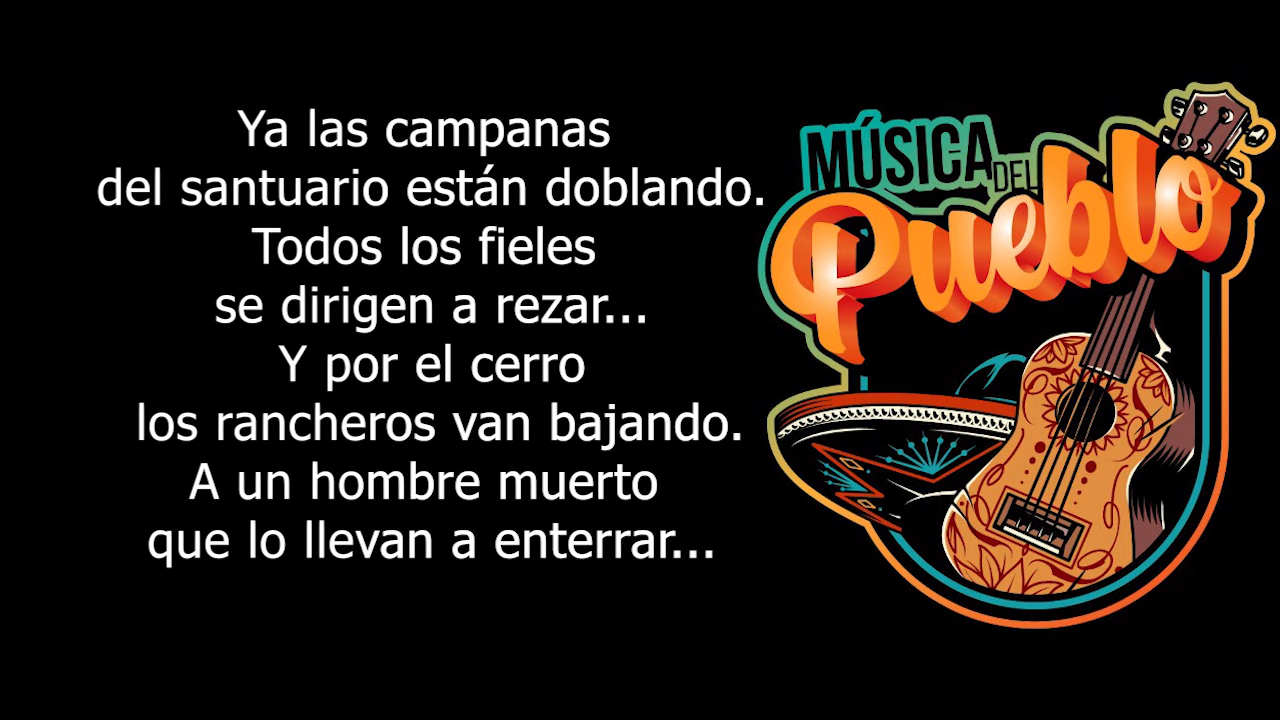 Ya las campanas
del santuario están doblando.
Todos los fieles
se dirigen a rezar...
Y por el cerro
los rancheros van bajando.
A un hombre muerto
que lo llevan a enterrar...
MÚSICA DEL
Pueblo